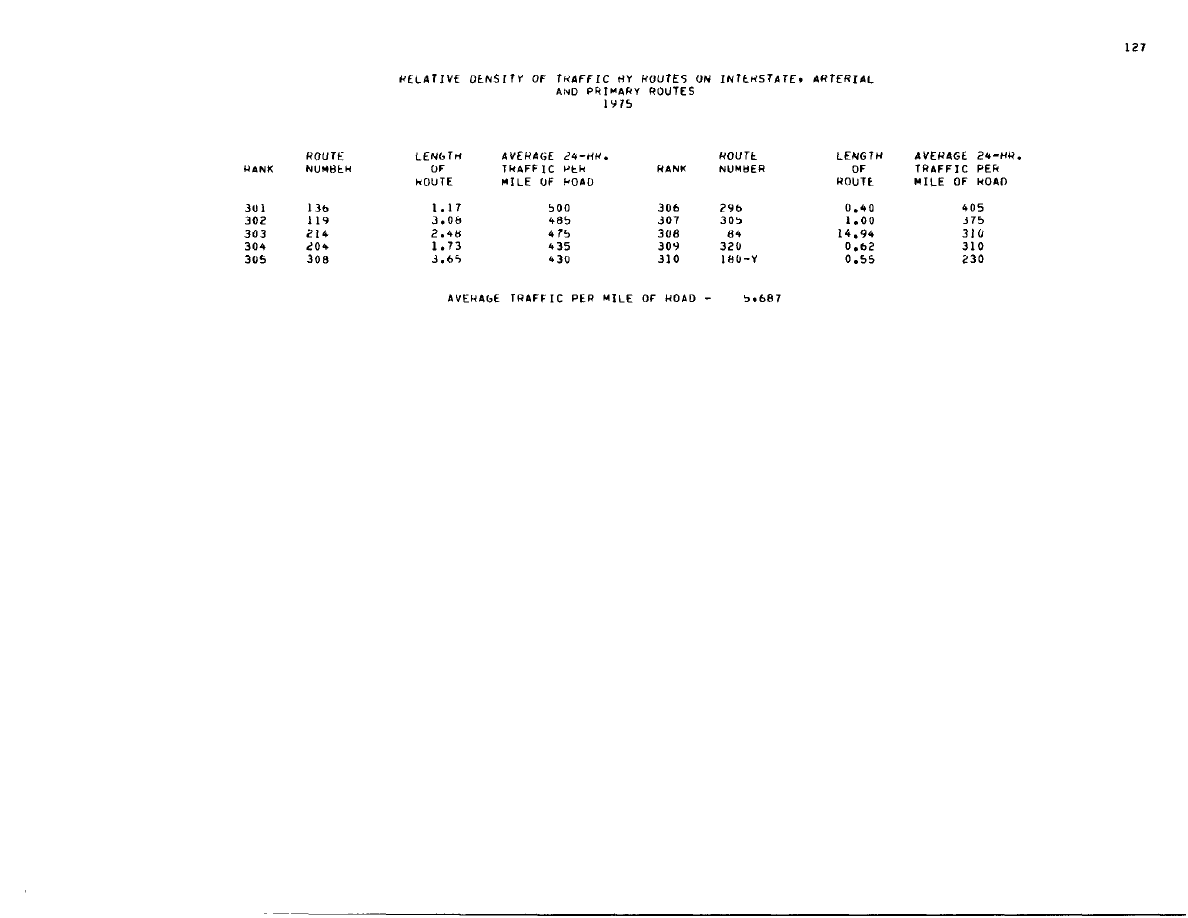 127
RELATIVE DENSITY OF TRAFFIC BY ROUTES ON INTERSTATE, ARTERIAL
AND PRIMARY ROUTES
1975
ROUTE LENGTH AVERAGE 24-HR. ROUTE LENGTH AVERAGE 24-HR.
RANK NUMBER OF TRAFFIC PER RANK NUMBER OF TRAFFIC PER
ROUTE MILE OF ROAD ROUTE MILE OF ROAD
301 136 1.17 500 306 296 0.40 405
302 119 3.08 485 307 305 1.00 375
303 214 2.48 475 308 84 14.94 310
304 204 1.73 435 309 320 0.62 310
305 308 3.65 430 310 180-Y 0.55 230
AVERAGE TRAFFIC PER MILE OF ROAD - 5,687